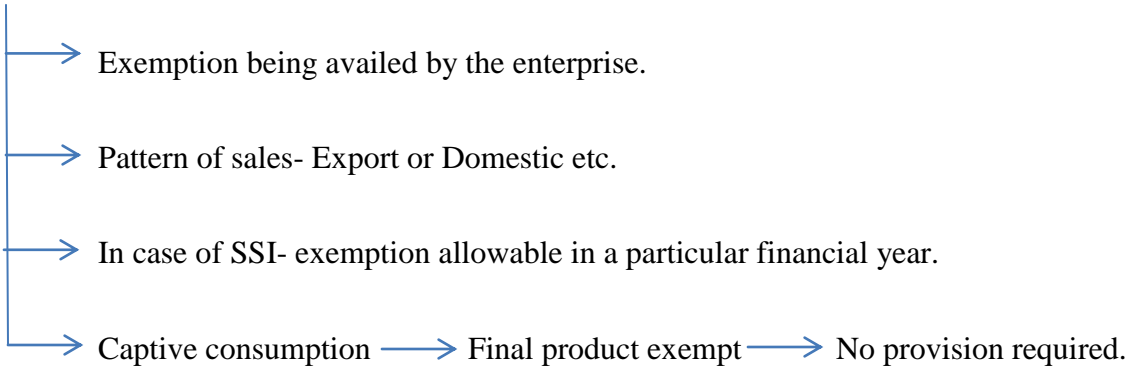 Exemption being availed by the enterprise.
Pattern of sales- Export or Domestic etc.
In case of SSI- exemption allowable in a particular financial year.
Captive consumption Final product exempt No provision required.